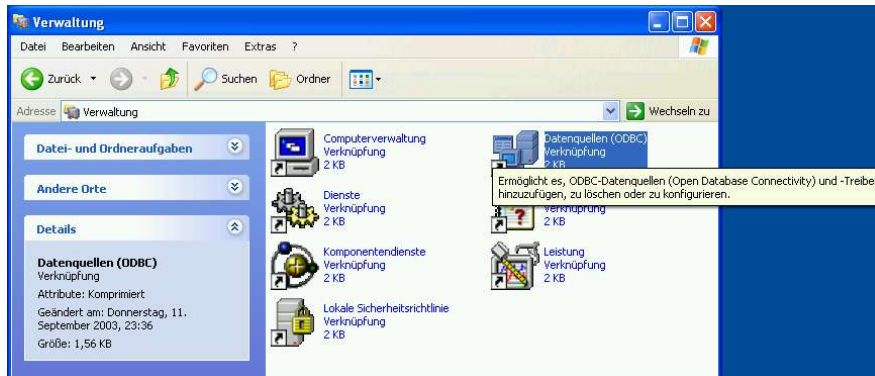 Verwaltung
Datei Bearbeiten Ansicht Favoriten Extras ?
Zurück Suchen Ordner
Adresse Verwaltung Wechseln zu
Datei- und Ordneraufgaben
Andere Orte
Details
Datenquellen (ODBC)
Verknüpfung
Attribute: Komprimiert
Geändert am: Donnerstag, 11.
September 2003, 23:36
Größe: 1,56 KB
Computerverwaltung
Verknüpfung
2 KB
Datenquellen (ODBC)
Verknüpfung
2 KB
Ermöglicht es, ODBC-Datenquellen (Open Database Connectivity) und -Treibe
hinzuzufügen, zu löschen oder zu konfigurieren.
Dienste
Verknüpfung
2 KB
Verknüpfung
2 KB
Komponentendienste
Verknüpfung
2 KB
Leistung
Verknüpfung
2 KB
Lokale Sicherheitsrichtlinie
Verknüpfung
2 KB